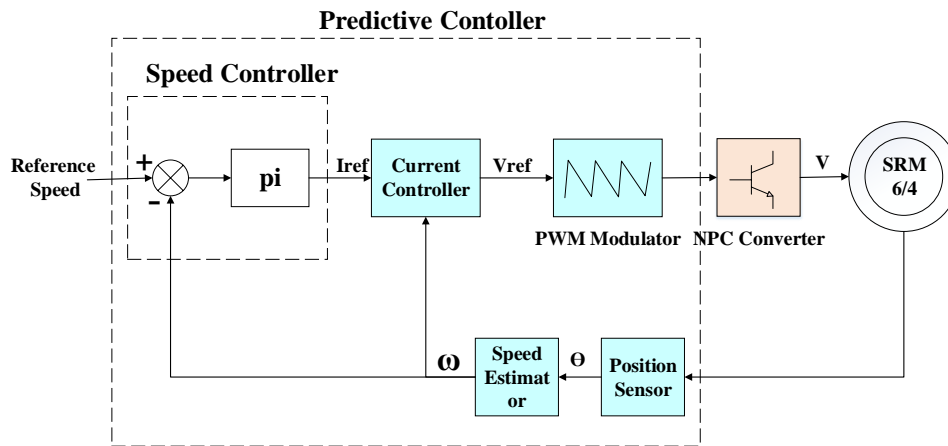 Predictive Contoller
Speed Controller
Reference
Speed
+
-
pi
Iref
Current
Controller
Vref
PWM Modulator
NPC Converter
V
SRM
6/4
ω
Speed
Estimat
or
Θ
Position
Sensor